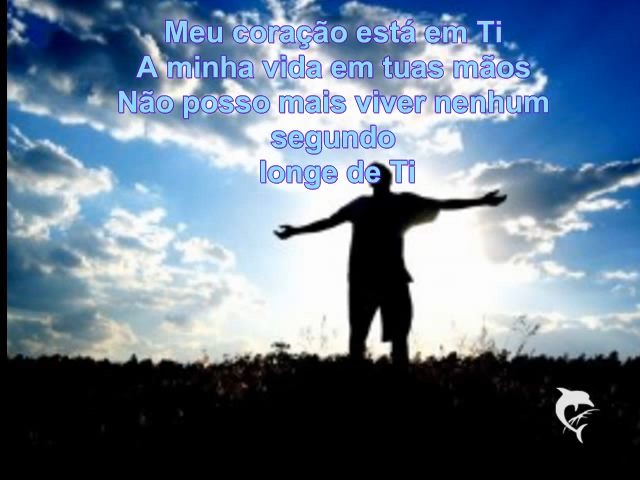 Meu coração está em Ti
A minha vida em tuas mãos
Não posso mais viver nenhum
segundo
longe de Ti